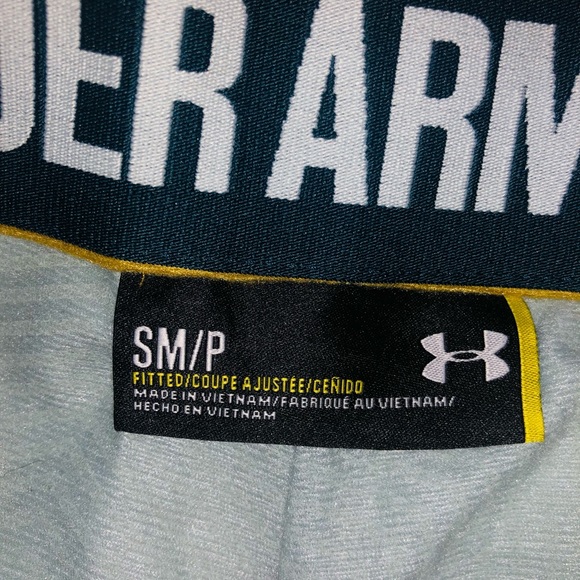 DER ARM
SM/P
FITTED/COUPE AJUSTÉE/CEÑIDO
MADE IN VIETNAM/FABRIQUÉ AU VIETNAM/
HECHO EN VIETNAM